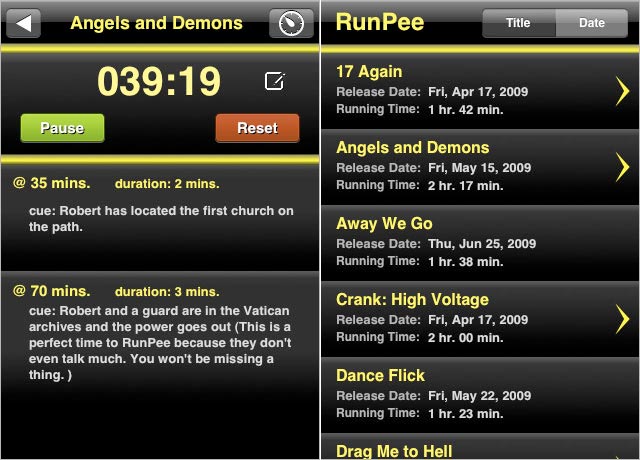 Angels and Demons
039:19
Pause
Reset
@ 35 mins. duration: 2 mins.
cue: Robert has located the first church on
the path.
@ 70 mins. duration: 3 mins.
cue: Robert and a guard are in the Vatican
archives and the power goes out (This is a
perfect time to RunPee because they don't
even talk much. You won't be missing a
thing. )
RunPee
Title
Date
17 Again
Release Date: Fri, Apr 17, 2009
Running Time: 1 hr. 42 min.
Angels and Demons
Release Date: Fri, May 15, 2009
Running Time: 2 hr. 17 min.
Away We Go
Release Date: Thu, Jun 25, 2009
Running Time: 1 hr. 38 min.
Crank: High Voltage
Release Date: Fri, Apr 17, 2009
Running Time: 2 hr. 00 min.
Dance Flick
Release Date: Fri, May 22, 2009
Running Time: 1 hr. 23 min.
Drag Me to Hell